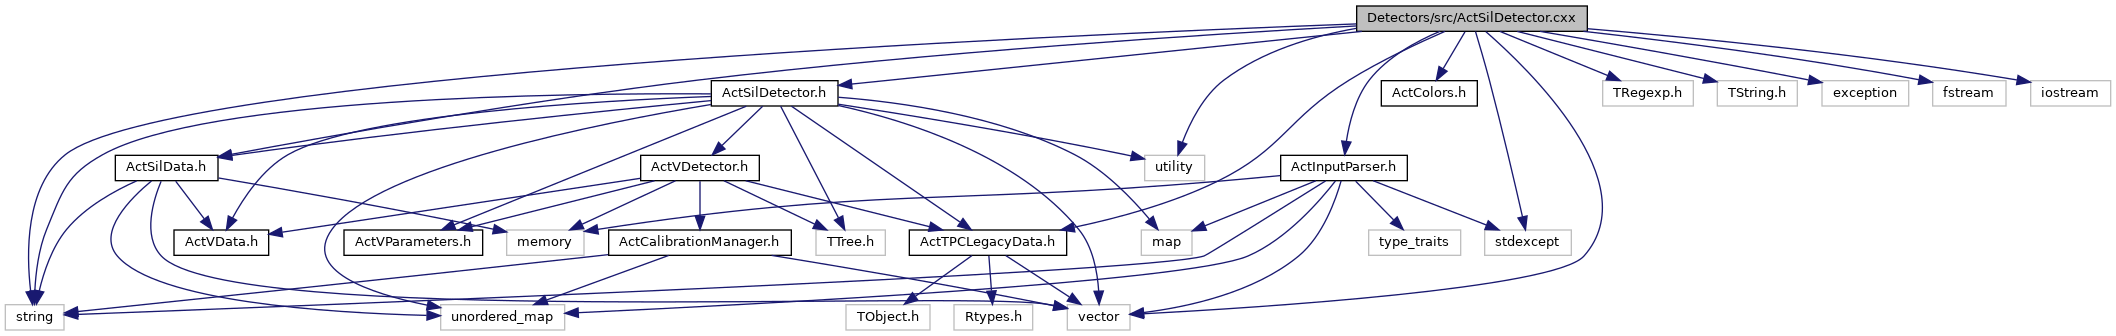 Detectors/src/ActSilDetector.cxx
ActSilDetector.h
ActColors.h
TRegexp.h
TString.h
exception
fstream
iostream
ActSilData.h
ActVDetector.h
utility
ActInputParser.h
ActVData.h
ActVParameters.h
memory
ActCalibrationManager.h
TTree.h
ActTPCLegacyData.h
map
type_traits
stdexcept
string
unordered_map
TObject.h
Rtypes.h
vector